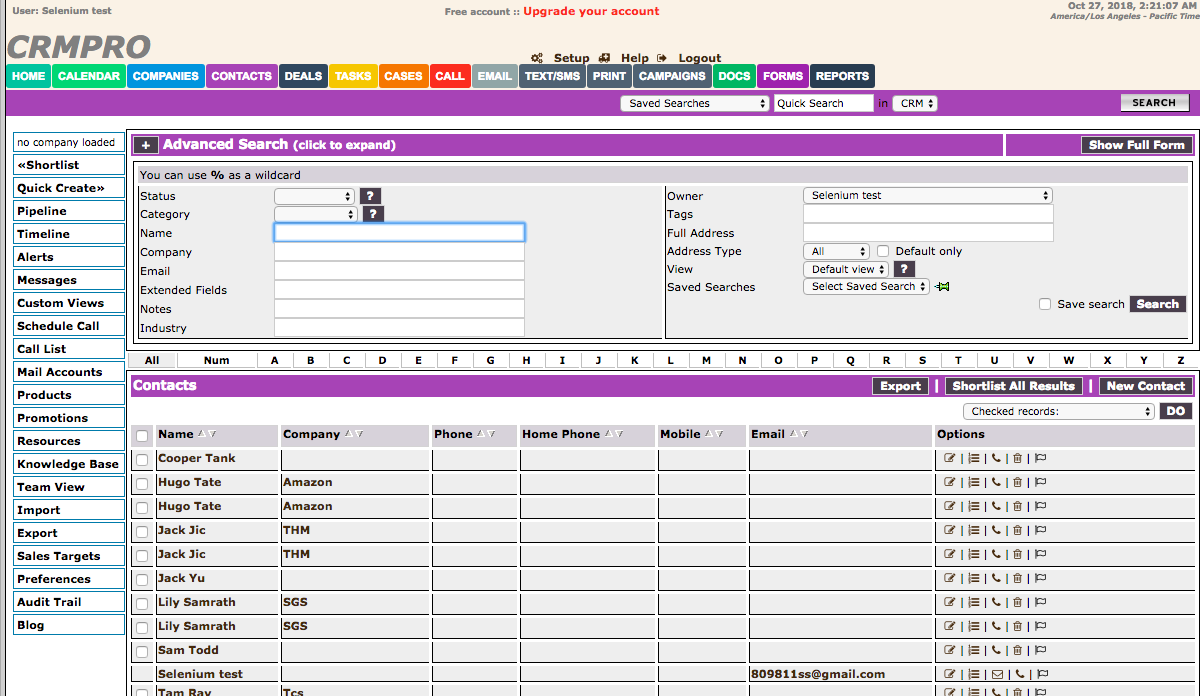 User: Selenium test
Free account :: Upgrade your account
Oct 27, 2018, 2:21:07 AM
America/Los Angeles - Pacific Time
CRMPRO
Setup Help Logout
HOME CALENDAR COMPANIES CONTACTS DEALS TASKS CASES CALL EMAIL TEXT/SMS PRINT CAMPAIGNS DOCS FORMS REPORTS
Saved Searches Quick Search in CRM SEARCH
no company loaded
«Shortlist
Quick Create»
Pipeline
Timeline
Alerts
Messages
Custom Views
Schedule Call
Call List
Mail Accounts
Products
Promotions
Resources
Knowledge Base
Team View
Import
Export
Sales Targets
Preferences
Audit Trail
Blog
+ Advanced Search (click to expand) Show Full Form
You can use % as a wildcard
Status ?
Category ?
Name
Company
Email
Extended Fields
Notes
Industry
Owner Selenium test
Tags
Full Address
Address Type All Default only
View Default view ?
Saved Searches Select Saved Search
Save search Search
All Num A B C D E F G H I J K L M N O P Q R S T U V W X Y Z
Contacts Export | Shortlist All Results | New Contact
Checked records: DO
Name Company Phone Home Phone Mobile Email Options
Cooper Tank
Hugo Tate Amazon
Hugo Tate Amazon
Jack Jic THM
Jack Jic THM
Jack Yu
Lily Samrath SGS
Lily Samrath SGS
Sam Todd
Selenium test 809811ss@gmail.com
Tam Ray Tcs